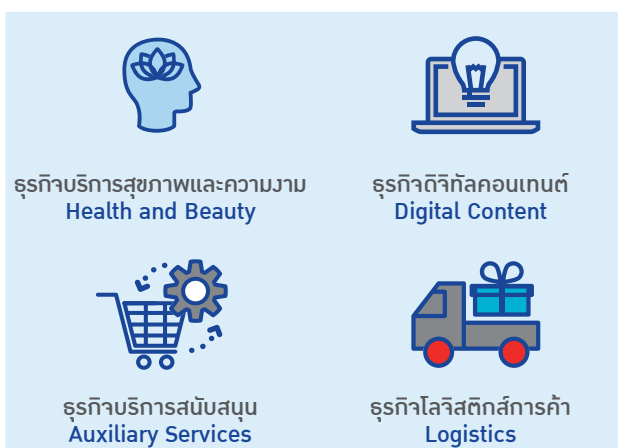 ธุรกิจบริการสุขภาพและความงาม
Health and Beauty
ธุรกิจดิจิทัลคอนเทนต์
Digital Content
ธุรกิจบริการสนับสนุน
Auxiliary Services
ธุรกิจโลจิสติกส์การค้า
Logistics